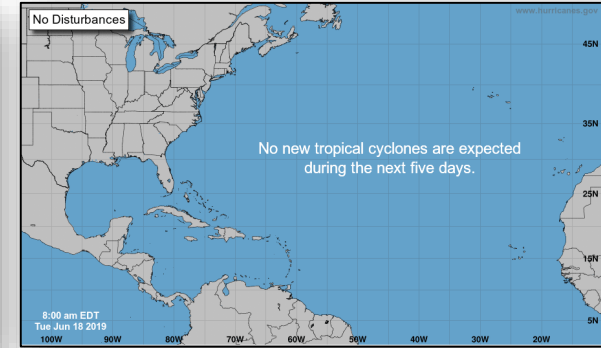 No Disturbances
www.hurricanes.gov
45N
No new tropical cyclones are expected
during the next five days.
35N
25N
15N
8:00 am EDT
Tue Jun 18 2019
5N
100W 90W 80W 70W 60W 50W 40W 30W 20W